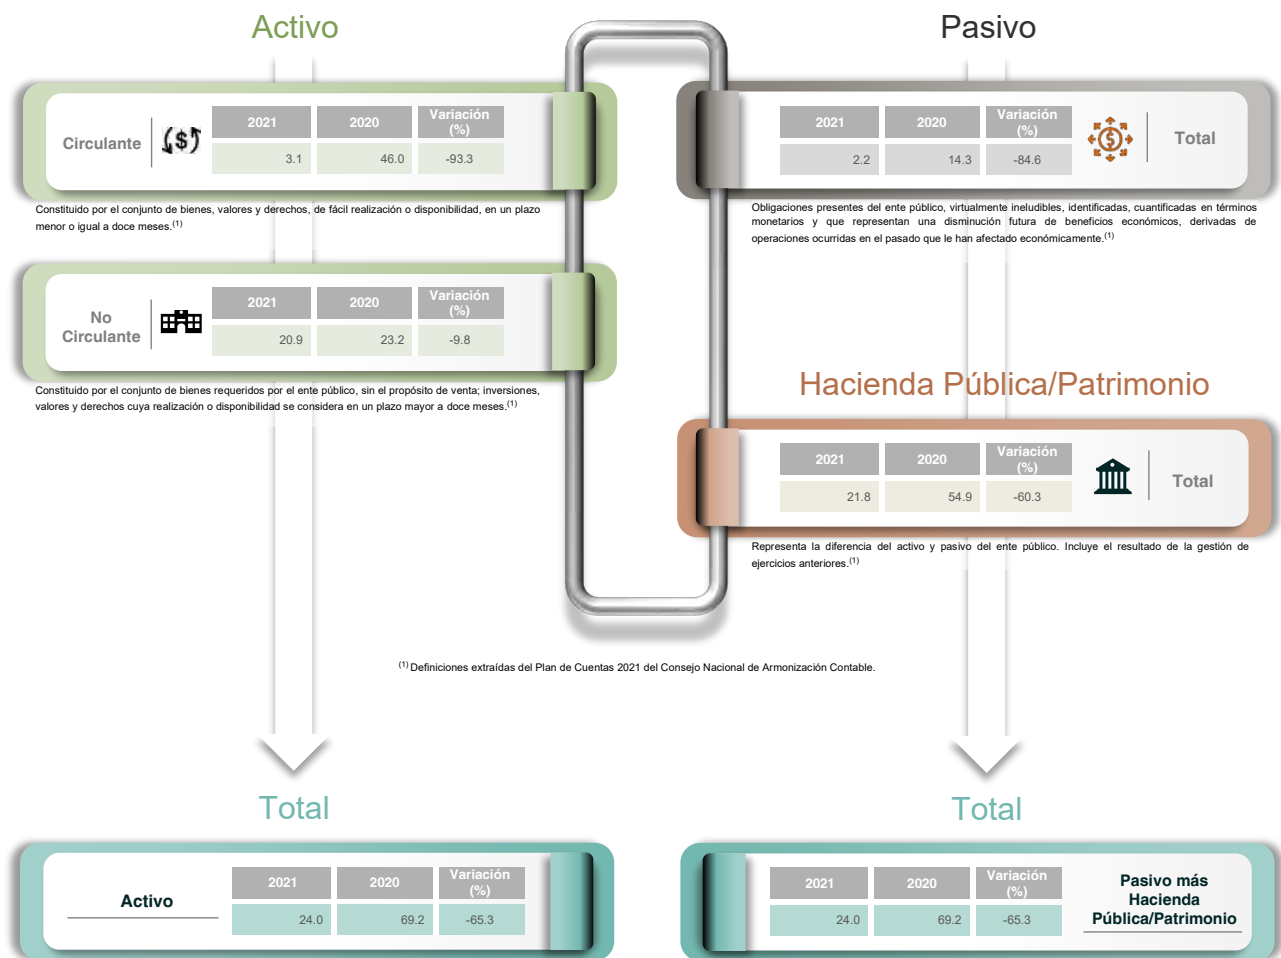 Activo
Circulante
2021 2020 Variación (%)
3.1 46.0 -93.3
Constituido por el conjunto de bienes, valores y derechos, de fácil realización o disponibilidad, en un plazo
menor o igual a doce meses.(1)
No
Circulante
2021 2020 Variación (%)
20.9 23.2 -9.8
Constituido por el conjunto de bienes requeridos por el ente público, sin el propósito de venta; inversiones,
valores y derechos cuya realización o disponibilidad se considera en un plazo mayor a doce meses.(1)
Pasivo
2021 2020 Variación (%)
2.2 14.3 -84.6
Total
Obligaciones presentes del ente público, virtualmente ineludibles, identificadas, cuantificadas en términos
monetarios y que representan una disminución futura de beneficios económicos, derivadas de
operaciones ocurridas en el pasado que le han afectado económicamente.(1)
Hacienda Pública/Patrimonio
2021 2020 Variación (%)
21.8 54.9 -60.3
Total
Representa la diferencia del activo y pasivo del ente público. Incluye el resultado de la gestión de
ejercicios anteriores.(1)
(1) Definiciones extraídas del Plan de Cuentas 2021 del Consejo Nacional de Armonización Contable.
Total
Activo
2021 2020 Variación (%)
24.0 69.2 -65.3
Total
2021 2020 Variación (%)
24.0 69.2 -65.3
Pasivo más
Hacienda
Pública/Patrimonio